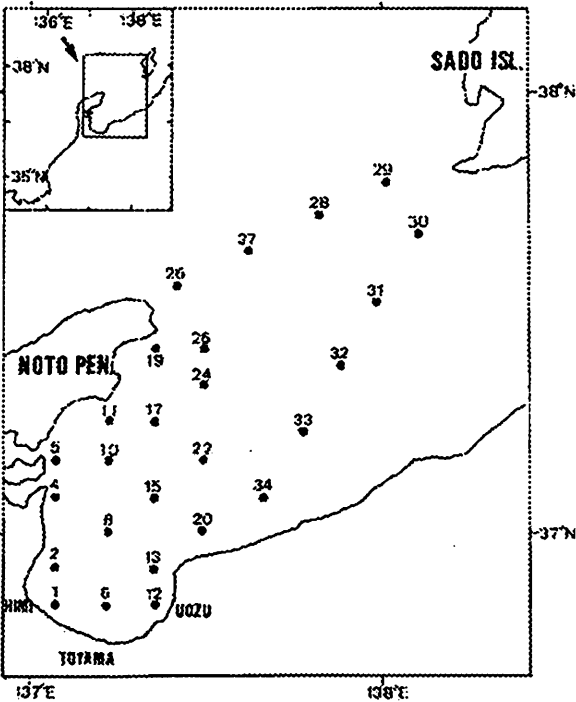 136°E 138°E
38°N
35°N
SADO ISL.
38°N
29
28
30
37
26
31
26
19
32
24
NOTO PEN.
11 17
33
5 10 22
4 15 34
8 20
2 13
1 6 12
HIMI UOZU
37°N
TOYAMA
137°E 138°E